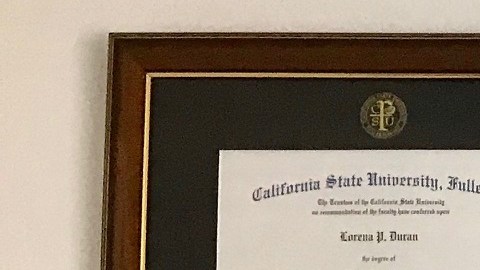 California State University, Fulle
The Trustees of the California State University
on recommendation of the faculty have conferred upon
Lorena P. Duran
the degree of